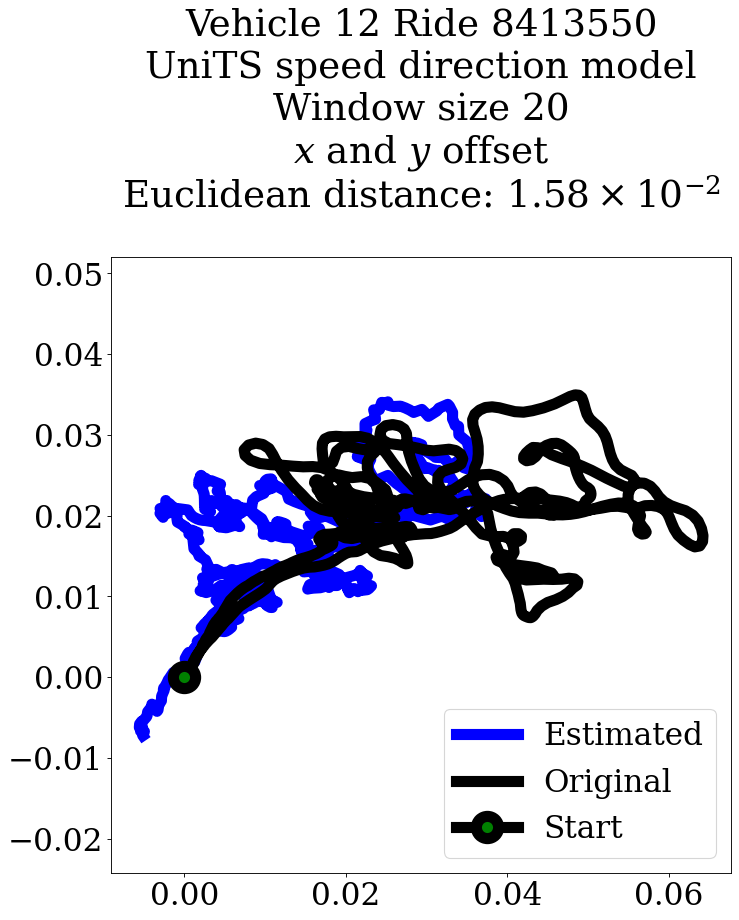 Vehicle 12 Ride 8413550
UniTS speed direction model
Window size 20
x and y offset
Euclidean distance: 1.58 × 10⁻²
0.05
0.04
0.03
0.02
0.01
0.00
−0.01
−0.02
Estimated
Original
Start
0.00 0.02 0.04 0.06